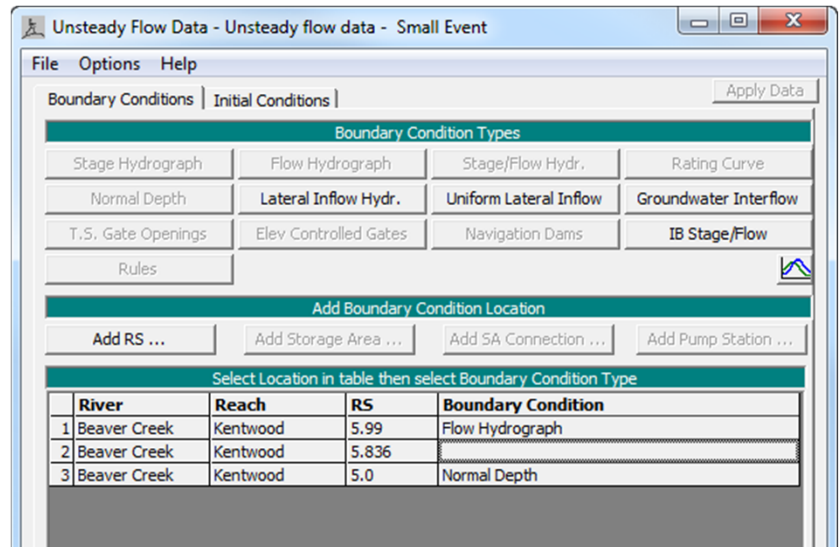 Unsteady Flow Data - Unsteady flow data - Small Event
File Options Help
Boundary Conditions Initial Conditions Apply Data
Boundary Condition Types
Stage Hydrograph Flow Hydrograph Stage/Flow Hydr. Rating Curve
Normal Depth Lateral Inflow Hydr. Uniform Lateral Inflow Groundwater Interflow
T.S. Gate Openings Elev Controlled Gates Navigation Dams IB Stage/Flow
Rules
Add Boundary Condition Location
Add RS ... Add Storage Area ... Add SA Connection ... Add Pump Station ...
Select Location in table then select Boundary Condition Type
River Reach RS Boundary Condition
1 Beaver Creek Kentwood 5.99 Flow Hydrograph
2 Beaver Creek Kentwood 5.836
3 Beaver Creek Kentwood 5.0 Normal Depth